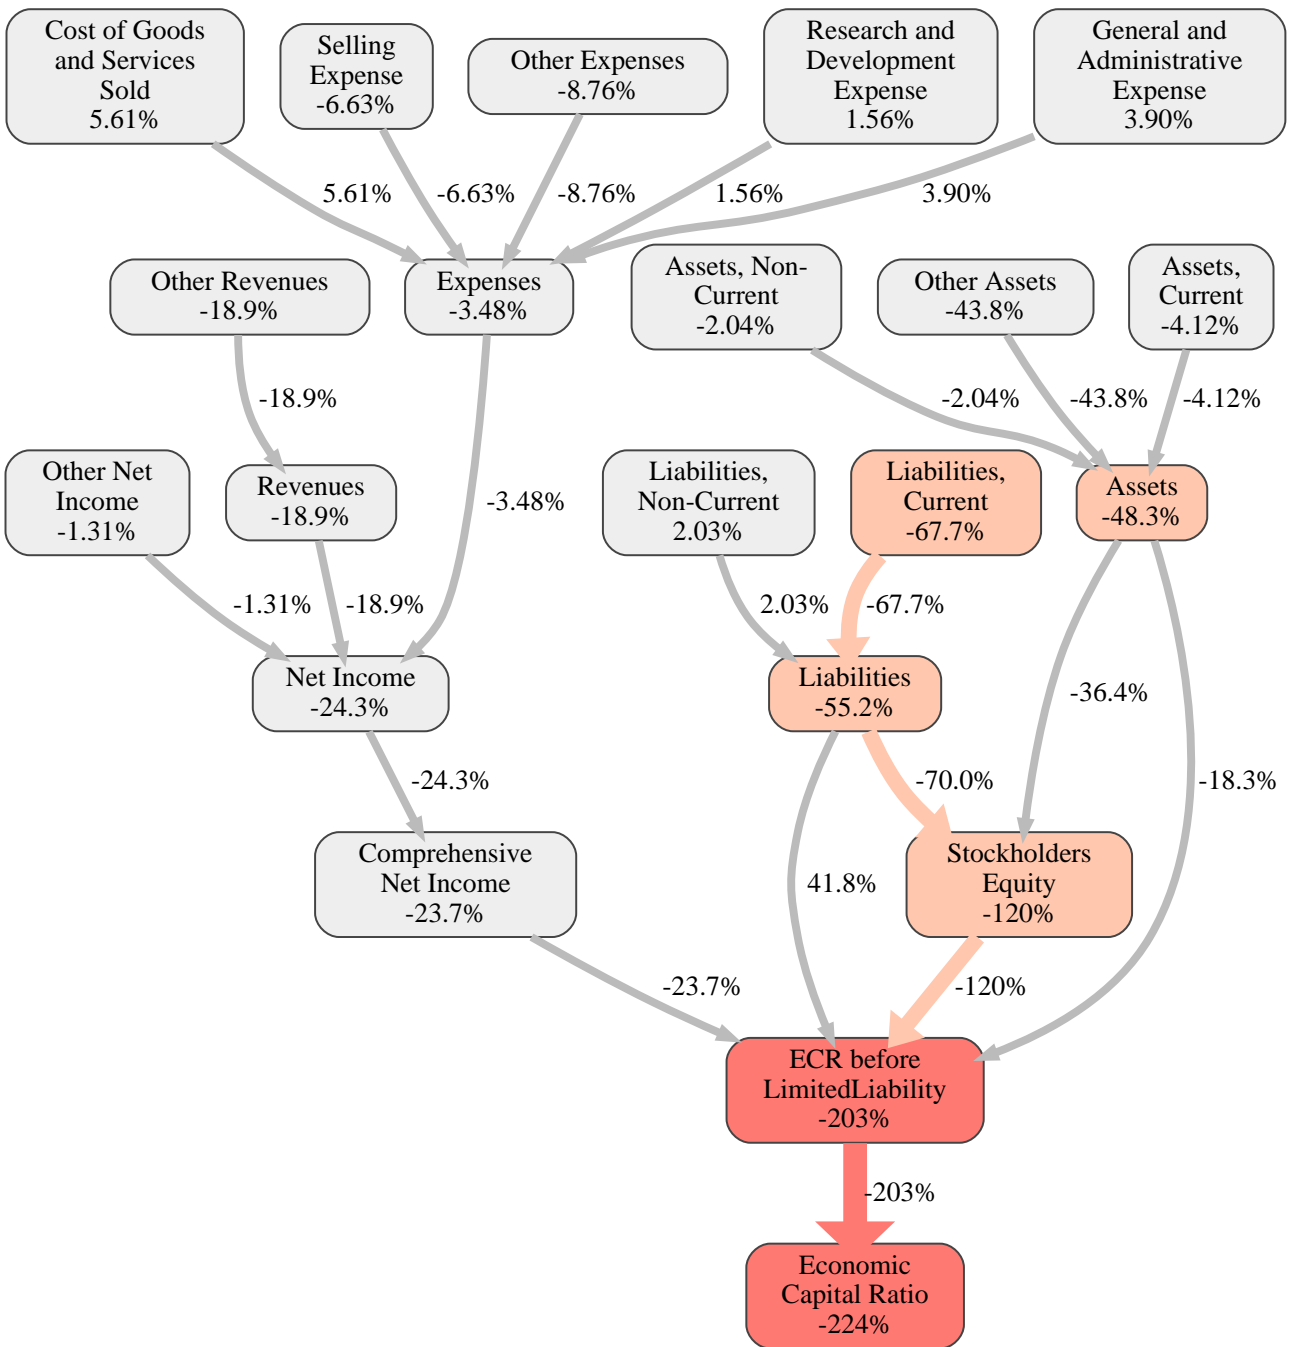 Cost of Goods
and Services
Sold
5.61%
Selling
Expense
-6.63%
Other Expenses
-8.76%
Research and
Development
Expense
1.56%
General and
Administrative
Expense
3.90%
5.61%
-6.63%
-8.76%
1.56%
3.90%
Other Revenues
-18.9%
Expenses
-3.48%
Assets, Non-
Current
-2.04%
Other Assets
-43.8%
Assets,
Current
-4.12%
-18.9%
-2.04%
-43.8%
-4.12%
Other Net
Income
-1.31%
Revenues
-18.9%
-3.48%
Liabilities,
Non-Current
2.03%
Liabilities,
Current
-67.7%
Assets
-48.3%
-1.31%
-18.9%
2.03%
-67.7%
Net Income
-24.3%
Liabilities
-55.2%
-36.4%
-24.3%
-70.0%
-18.3%
Comprehensive
Net Income
-23.7%
41.8%
Stockholders
Equity
-120%
-23.7%
-120%
ECR before
LimitedLiability
-203%
-203%
Economic
Capital Ratio
-224%